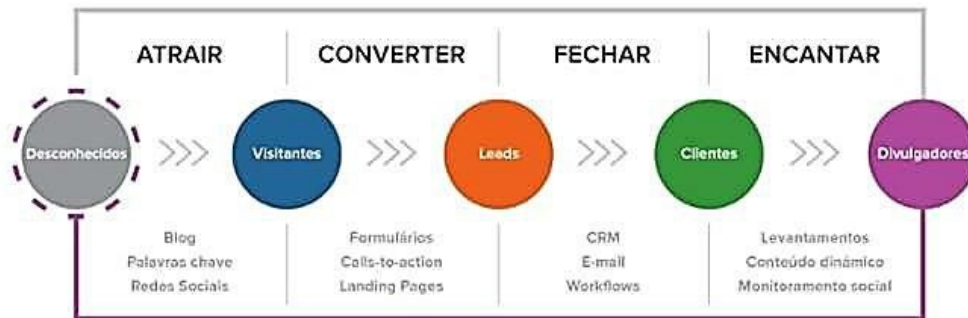 ATRAIR
CONVERTER
FECHAR
ENCANTAR
Desconhecidos
Visitantes
Leads
Clientes
Divulgadores
Blog
Palavras chave
Redes Sociais
Formulários
Calls-to-action
Landing Pages
CRM
E-mail
Workflows
Levantamentos
Conteúdo dinámico
Monitoramento social